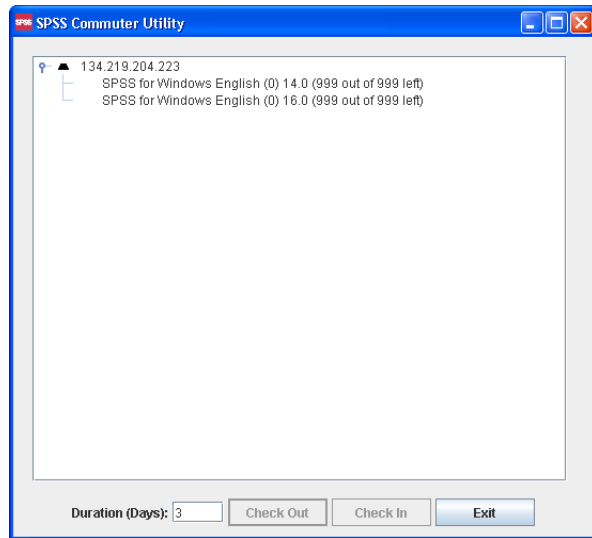 SPSS SPSS Commuter Utility
134.219.204.223
SPSS for Windows English (0) 14.0 (999 out of 999 left)
SPSS for Windows English (0) 16.0 (999 out of 999 left)
Duration (Days): 3 Check Out Check In Exit